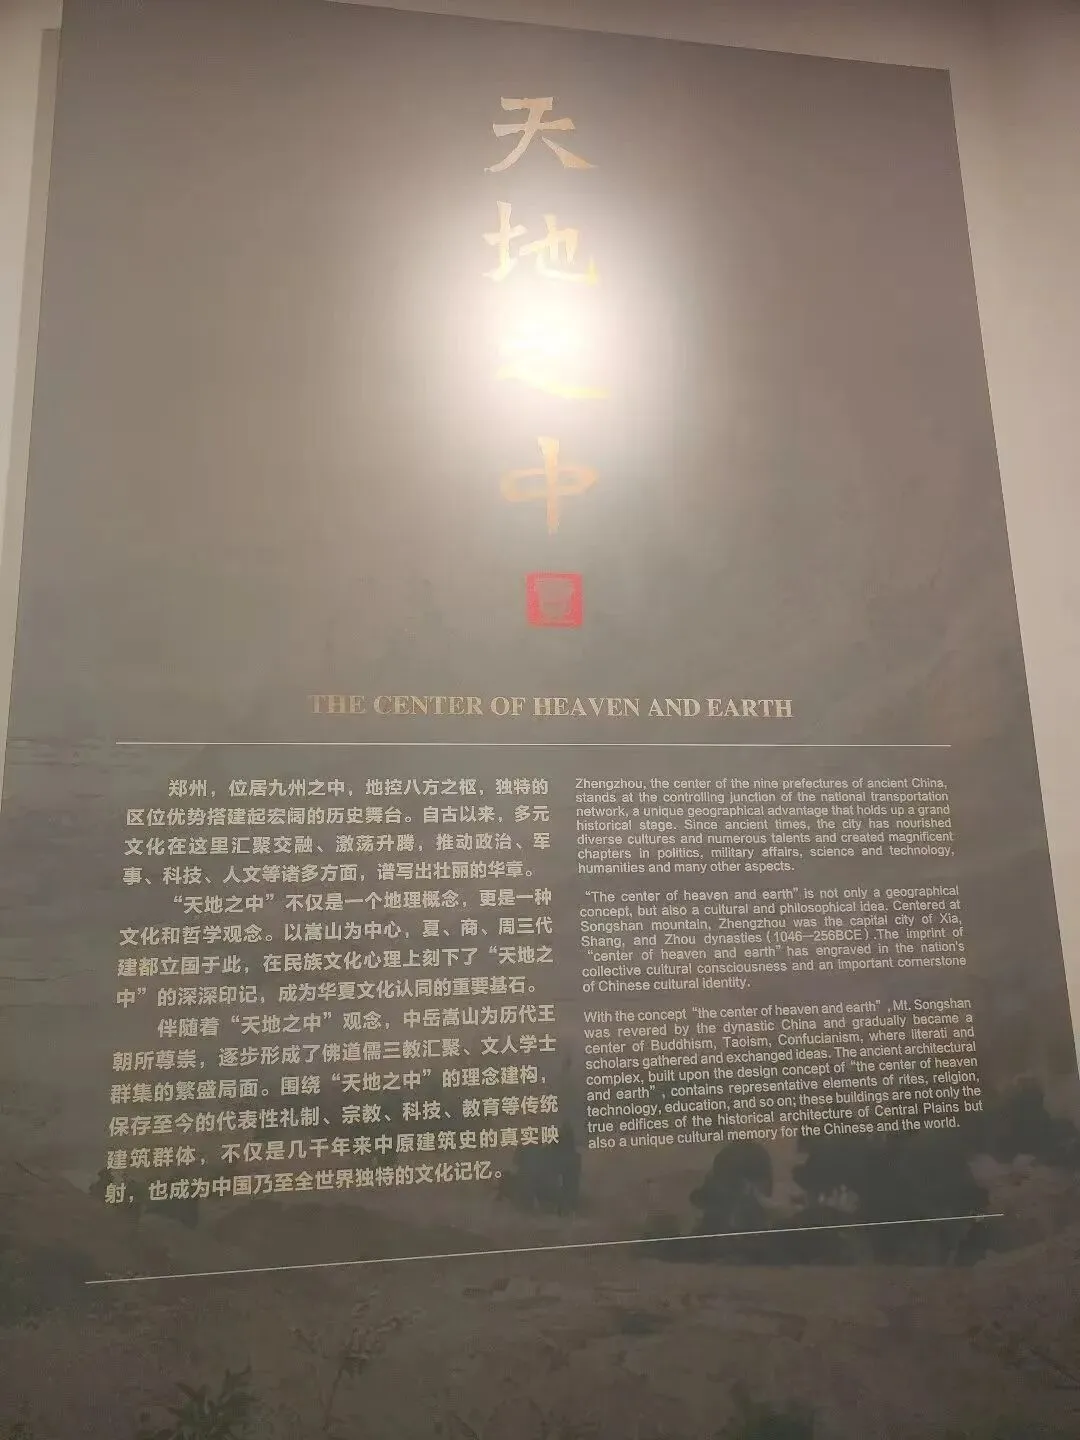 天地之中
THE CENTER OF HEAVEN AND EARTH
郑州，位居九州之中，地控八方之枢，独特的
区位优势搭建起宏阔的历史舞台。自古以来，多元
文化在这里汇聚交融、激荡升腾，推动政治、军
事、科技、人文等诸多方面，谱写出壮丽的华章。
“天地之中”不仅是一个地理概念，更是一种
文化和哲学观念。以嵩山为中心，夏、商、周三代
建都立国于此，在民族文化心理上刻下了“天地之
中”的深深印记，成为华夏文化认同的重要基石。
伴随着“天地之中”观念，中岳嵩山为历代王
朝所尊崇，逐步形成了佛道儒三教汇聚、文人学士
群集的繁盛局面。围绕“天地之中”的理念建构，
保存至今的代表性礼制、宗教、科技、教育等传统
建筑群体，不仅是几千年来中原建筑史的真实映
射，也成为中国乃至全世界独特的文化记忆。
Zhengzhou, the center of the nine prefectures of ancient China,
stands at the controlling junction of the national transportation
network, a unique geographical advantage that holds up a grand
historical stage. Since ancient times, the city has nourished
diverse cultures and numerous talents and created magnificent
chapters in politics, military affairs, science and technology,
humanities and many other aspects.
“The center of heaven and earth” is not only a geographical
concept, but also a cultural and philosophical idea. Centered at
Songshan mountain, Zhengzhou was the capital city of Xia,
Shang, and Zhou dynasties (1046—256BCE) .The imprint of
“center of heaven and earth” has engraved in the nation's
collective cultural consciousness and an important cornerstone
of Chinese cultural identity.
With the concept “the center of heaven and earth” , Mt. Songshan
was revered by the dynastic China and gradually became a
center of Buddhism, Taoism, Confucianism, where literati and
scholars gathered and exchanged ideas. The ancient architectural
complex, built upon the design concept of “the center of heaven
and earth” , contains representative elements of rites, religion,
technology, education, and so on; these buildings are not only the
true edifices of the historical architecture of Central Plains but
also a unique cultural memory for the Chinese and the world.